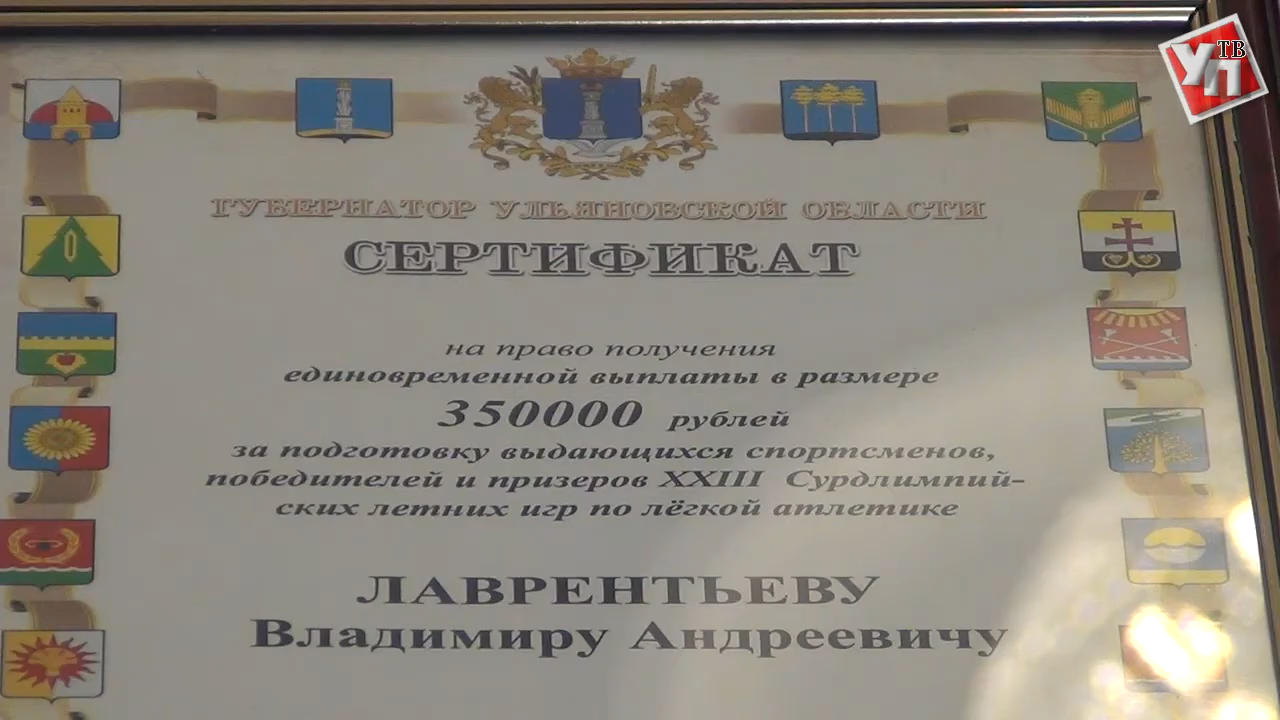 УП ТВ
ГУБЕРНАТОР УЛЬЯНОВСКОЙ ОБЛАСТИ
СЕРТИФИКАТ
на право получения
единовременной выплаты в размере
350000 рублей
за подготовку выдающихся спортсменов,
победителей и призеров XXIII Сурдлимпий-
ских летних игр по лёгкой атлетике
ЛАВРЕНТЬЕВУ
Владимиру Андреевичу